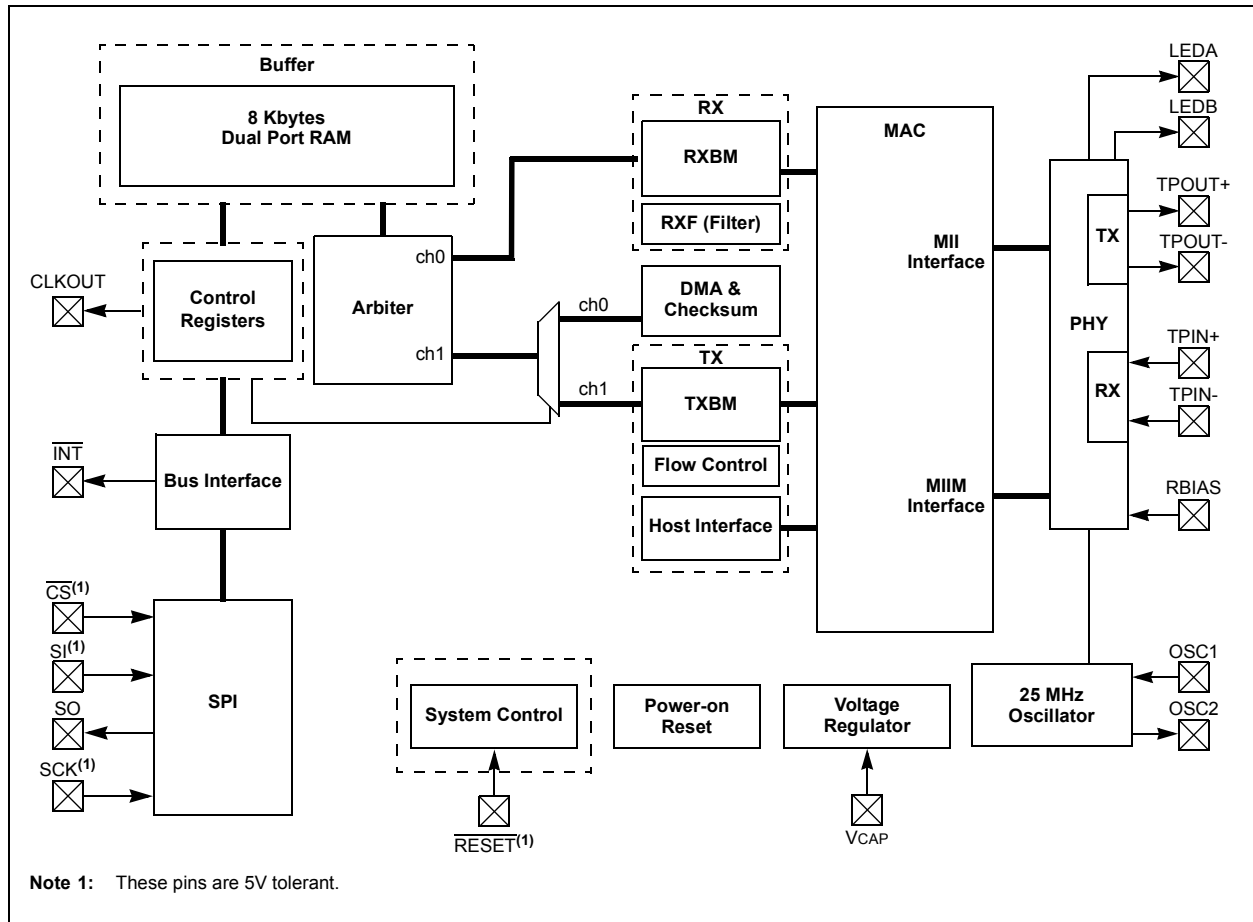 Buffer
8 Kbytes
Dual Port RAM
CLKOUT
Control
Registers
Arbiter
ch0
ch1
ch0
ch1
RX
RXBM
RXF (Filter)
DMA &
Checksum
TX
TXBM
Flow Control
Host Interface
MAC
MII
Interface
MIIM
Interface
PHY
TX
RX
LEDA
LEDB
TPOUT+
TPOUT-
TPIN+
TPIN-
RBIAS
INT
Bus Interface
CS(1)
SI(1)
SO
SCK(1)
SPI
System Control
RESET(1)
Power-on
Reset
Voltage
Regulator
VCAP
25 MHz
Oscillator
OSC1
OSC2
Note 1: These pins are 5V tolerant.